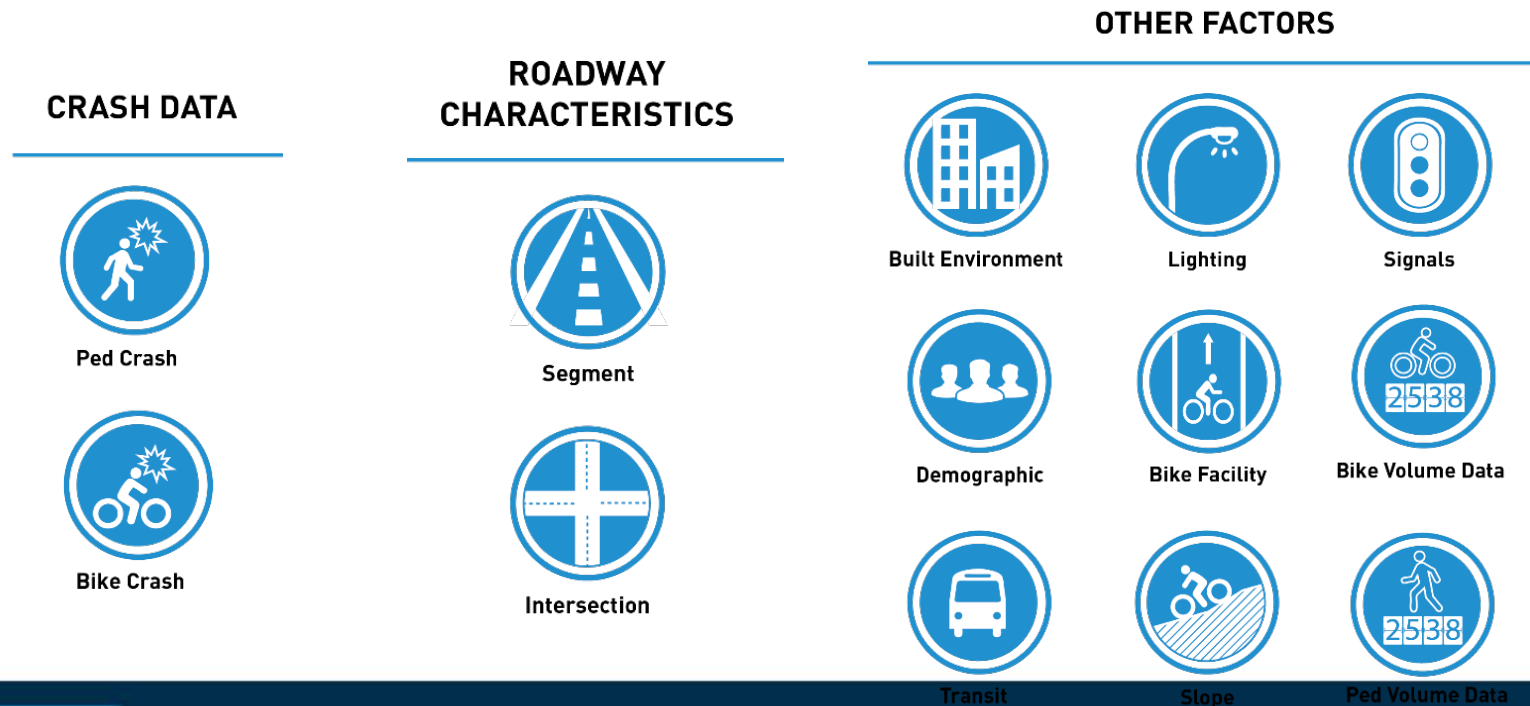 CRASH DATA
Ped Crash
Bike Crash
ROADWAY
CHARACTERISTICS
Segment
Intersection
OTHER FACTORS
Built Environment
Lighting
Signals
Demographic
Bike Facility
2538
Bike Volume Data
Transit
Slope
2538
Ped Volume Data